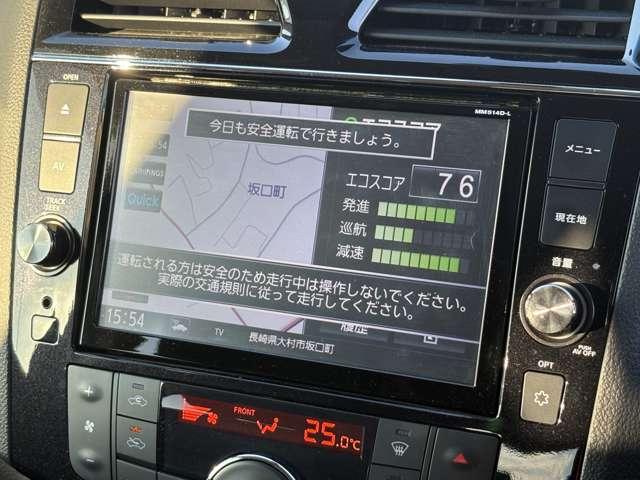 OPEN
MM514D-L
エコスコア
今日も安全運転で行きましょう。
メニュー
AV
坂口町
エコスコア 76
発進
Quick
TRACK
SEEK
巡航
現在地
減速
音量
運転される方は安全のため走行中は操作しないでください。
実際の交通規則に従って走行してください。
15:54
TV
長崎県大村市坂口町
履歴
PUSH
AV OFF
OPT
FRONT
25.0℃